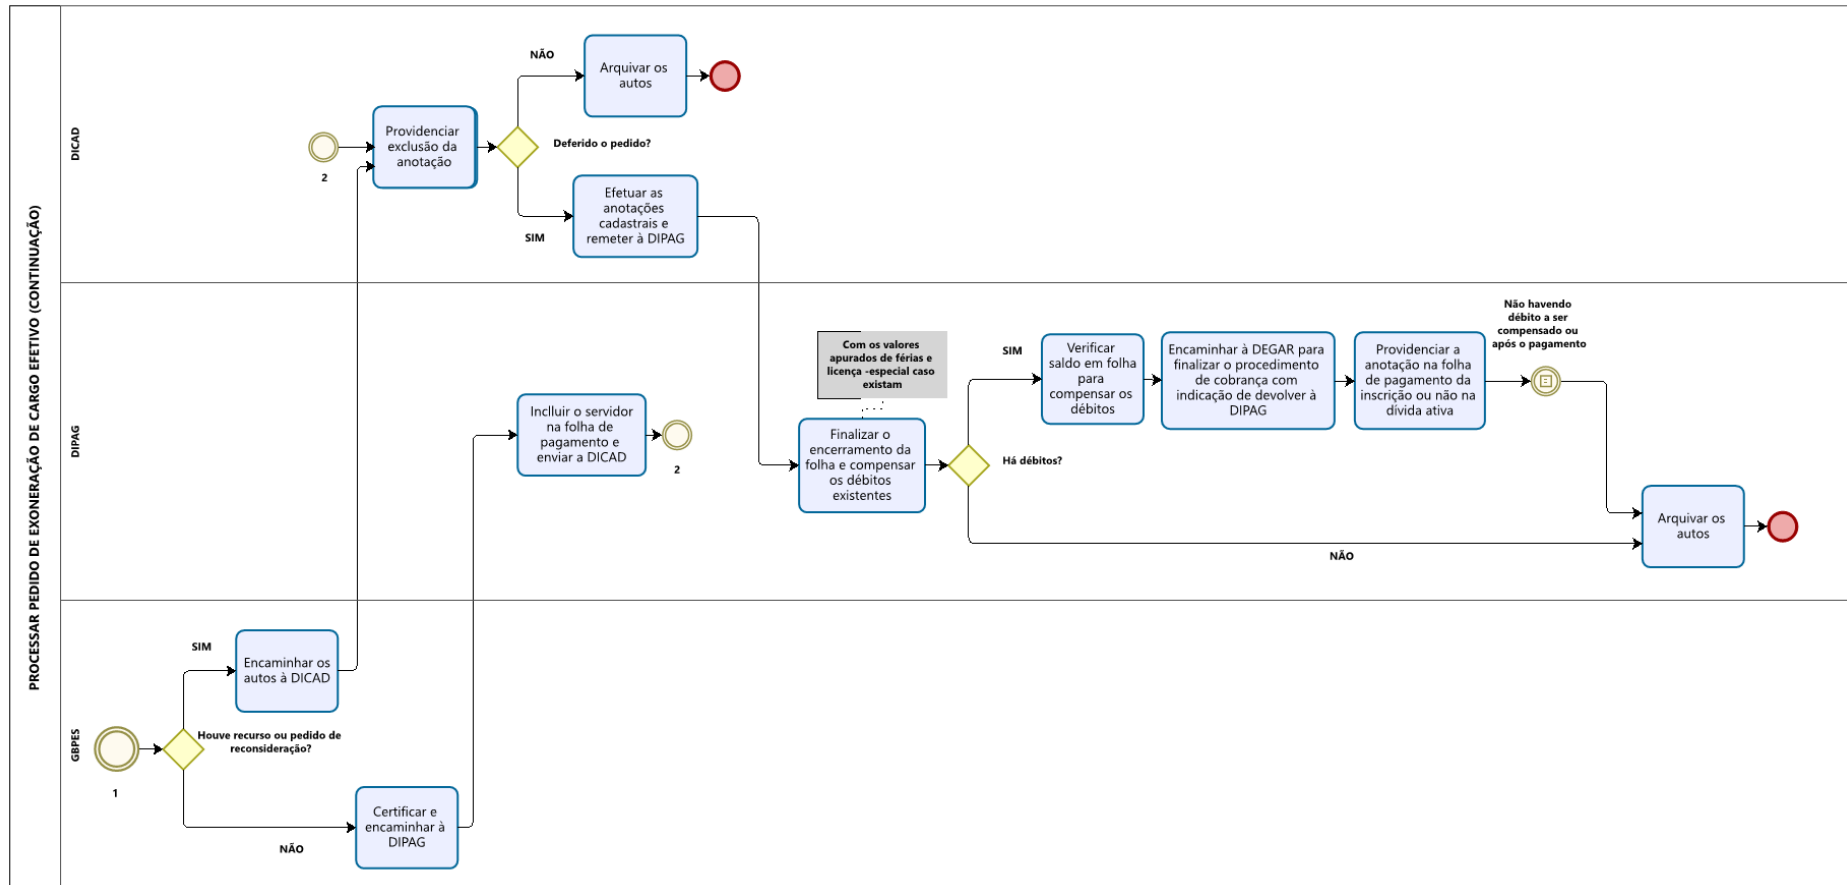 PROCESSAR PEDIDO DE EXONERAÇÃO DE CARGO EFETIVO (CONTINUAÇÃO)
DICAD
2
Providenciar
exclusão da
anotação
NÃO
Arquivar os
autos
Deferido o pedido?
SIM
Efetuar as
anotações
cadastrais e
remeter à DIPAG
DIPAG
Inclluir o servidor
na folha de
pagamento e
enviar a DICAD
2
Com os valores
apurados de férias e
licença -especial caso
existam
Finalizar o
encerramento da
folha e compensar
os débitos
existentes
Há débitos?
SIM
Verificar
saldo em folha
para
compensar os
débitos
Encaminhar à DEGAR para
finalizar o procedimento
de cobrança com
indicação de devolver à
DIPAG
Providenciar a
anotação na folha
de pagamento da
inscrição ou não na
dívida ativa
Não havendo
débito a ser
compensado ou
após o pagamento
NÃO
Arquivar os
autos
GBPES
1
Houve recurso ou pedido de
reconsideração?
SIM
Encaminhar os
autos à DICAD
NÃO
Certificar e
encaminhar à
DIPAG